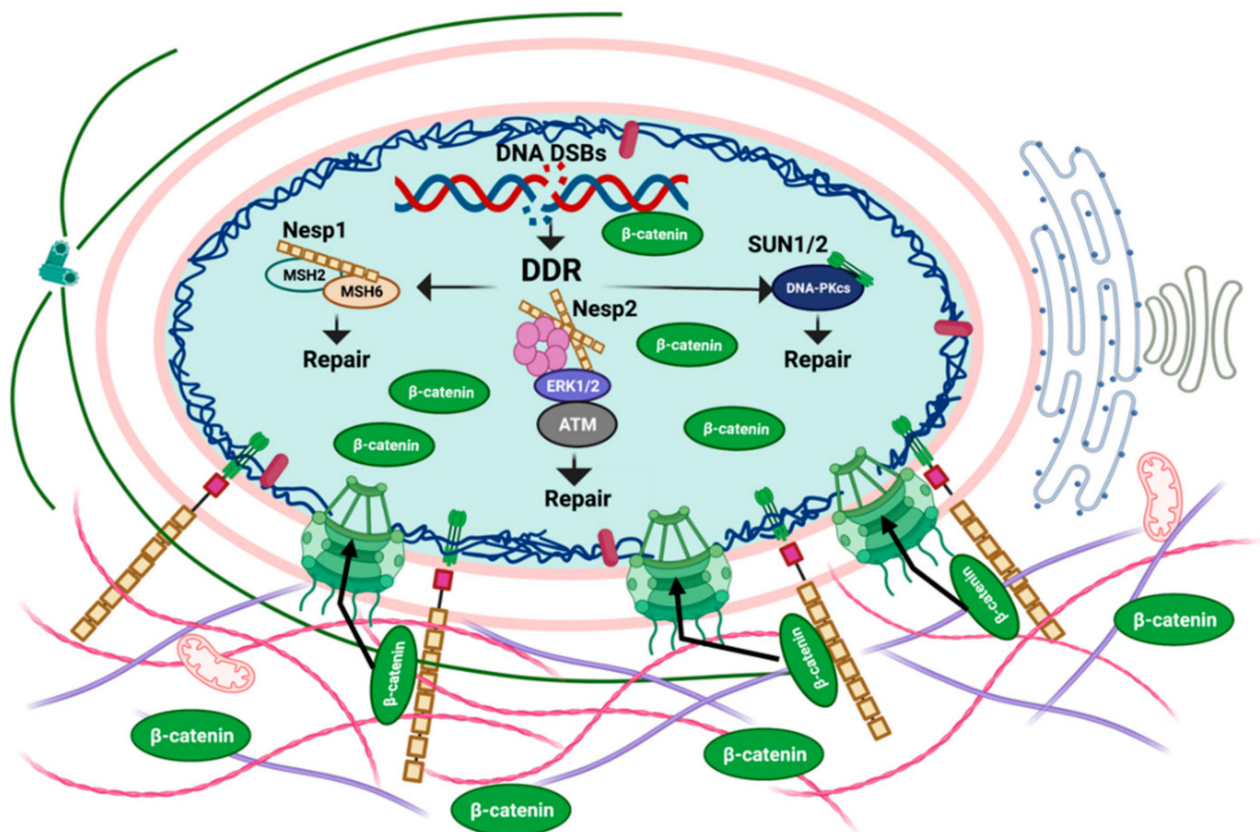 DNA DSBs
β-catenin
Nesp1
SUN1/2
MSH2
DDR
DNA-PKcs
MSH6
Nesp2
β-catenin
Repair
Repair
ERK1/2
β-catenin
ATM
β-catenin
β-catenin
Repair
β-catenin
β-catenin
β-catenin
β-catenin
β-catenin
β-catenin
β-catenin